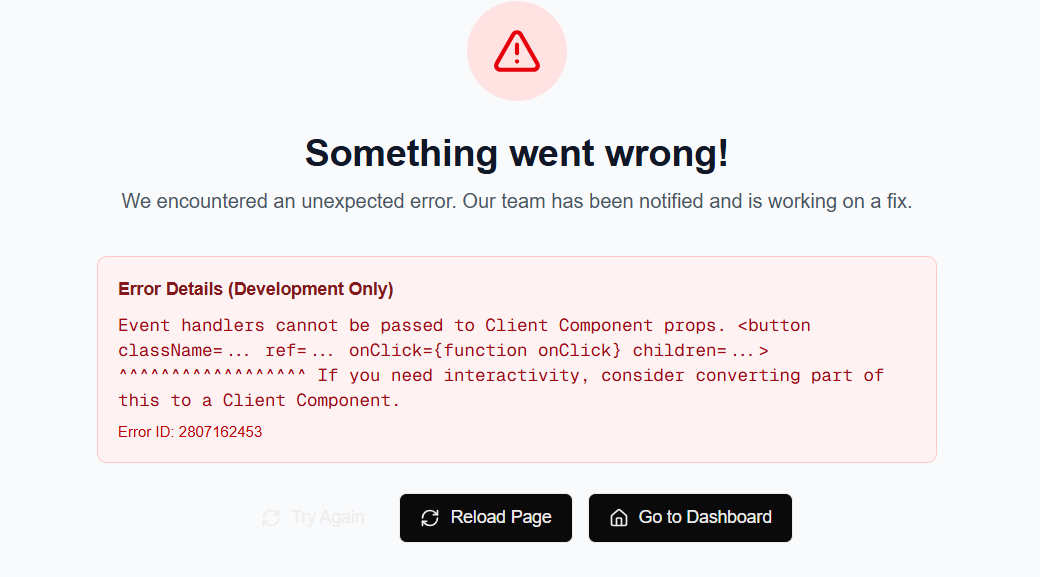 Something went wrong!
We encountered an unexpected error. Our team has been notified and is working on a fix.
Error Details (Development Only)
Event handlers cannot be passed to Client Component props. <button
className=... ref=... onClick={function onClick} children=...>
^^^^^^^^^^^^^^^^^^ If you need interactivity, consider converting part of
this to a Client Component.
Error ID: 2807162453
Try Again
Reload Page
Go to Dashboard